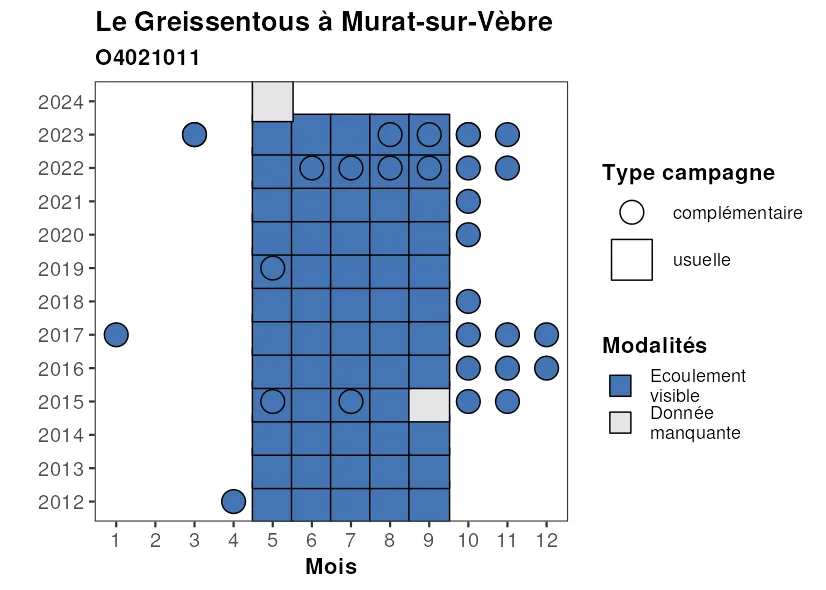 Le Greissentous à Murat-sur-Vèbre
O4021011
2024
2023
2022
2021
2020
2019
2018
2017
2016
2015
2014
2013
2012
1 2 3 4 5 6 7 8 9 10 11 12
Mois
Type campagne
complémentaire
usuelle
Modalités
Ecoulement
visible
Donnée
manquante